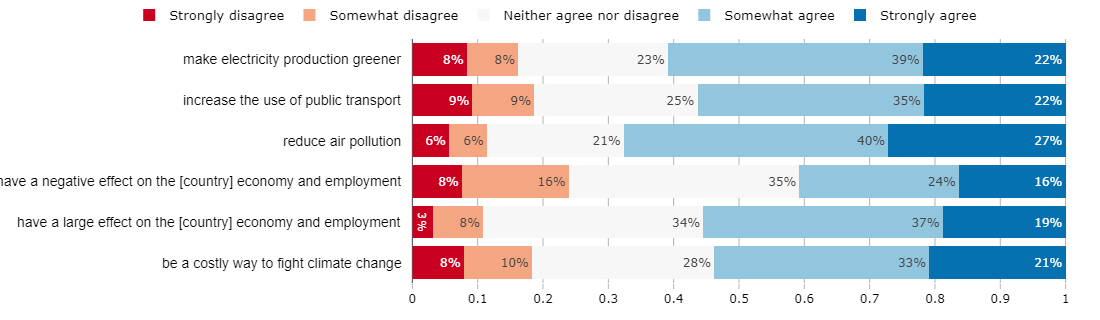 Strongly disagree Somewhat disagree Neither agree nor disagree Somewhat agree Strongly agree
make electricity production greener 8% 8% 23% 39% 22%
increase the use of public transport 9% 9% 25% 35% 22%
reduce air pollution 6% 6% 21% 40% 27%
have a negative effect on the [country] economy and employment 8% 16% 35% 24% 16%
have a large effect on the [country] economy and employment 3% 8% 34% 37% 19%
be a costly way to fight climate change 8% 10% 28% 33% 21%
0 0.1 0.2 0.3 0.4 0.5 0.6 0.7 0.8 0.9 1